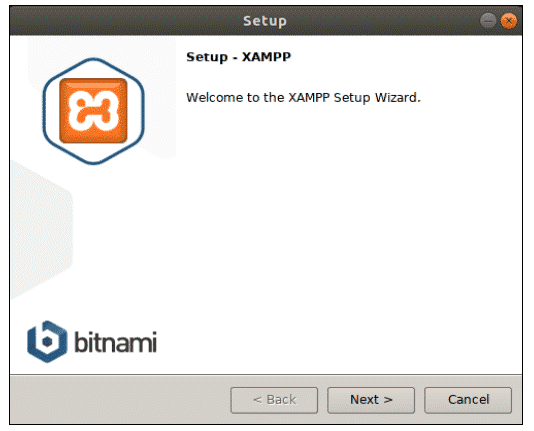 Setup
Setup - XAMPP
Welcome to the XAMPP Setup Wizard.
bitnami
< Back
Next >
Cancel